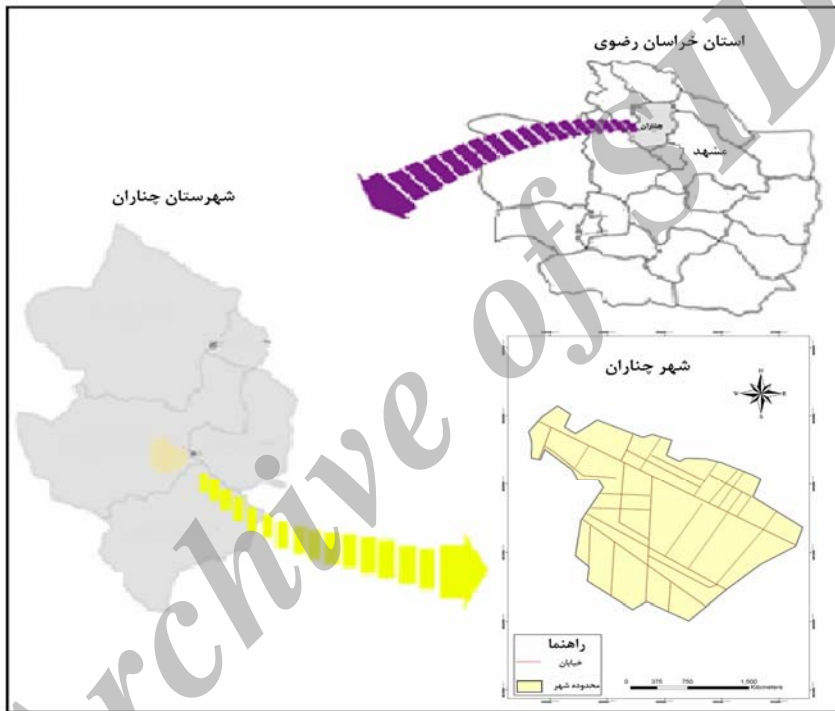 استان خراسان رضوی
چناران
مشهد
شهرستان چناران
شهر چناران
N
W E
S
راهنما
خیابان
محدوده شهر
0 375 750 1,500
Kilometers
Archive of SID